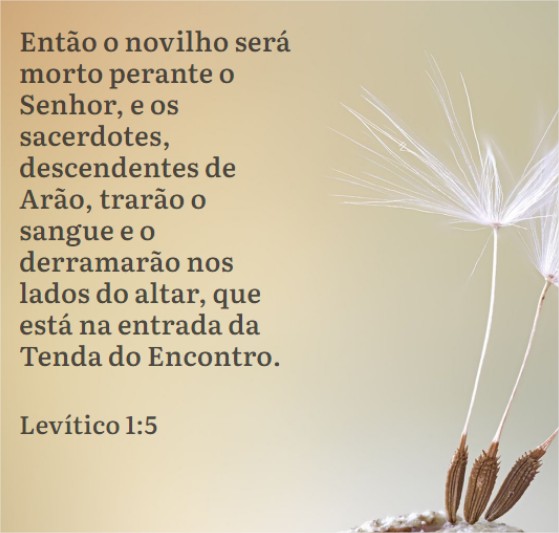 Então o novilho será
morto perante o
Senhor, e os
sacerdotes,
descendentes de
Arão, trarão o
sangue e o
derramarão nos
lados do altar, que
está na entrada da
Tenda do Encontro.
Levítico 1:5